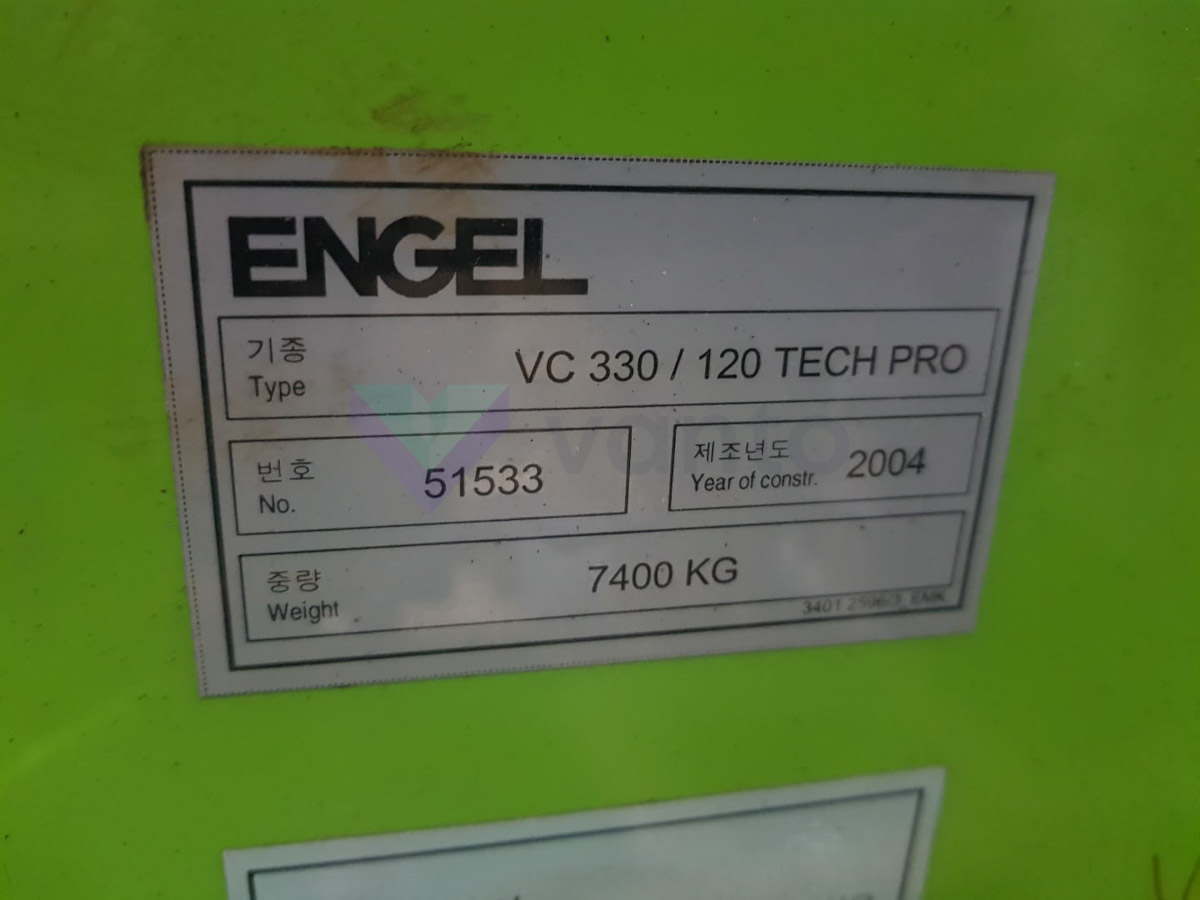 ENGEL
기종
Type
VC 330 / 120 TECH PRO
번호
No.
51533
제조년도
Year of constr.
2004
중량
Weight
7400 KG
3401